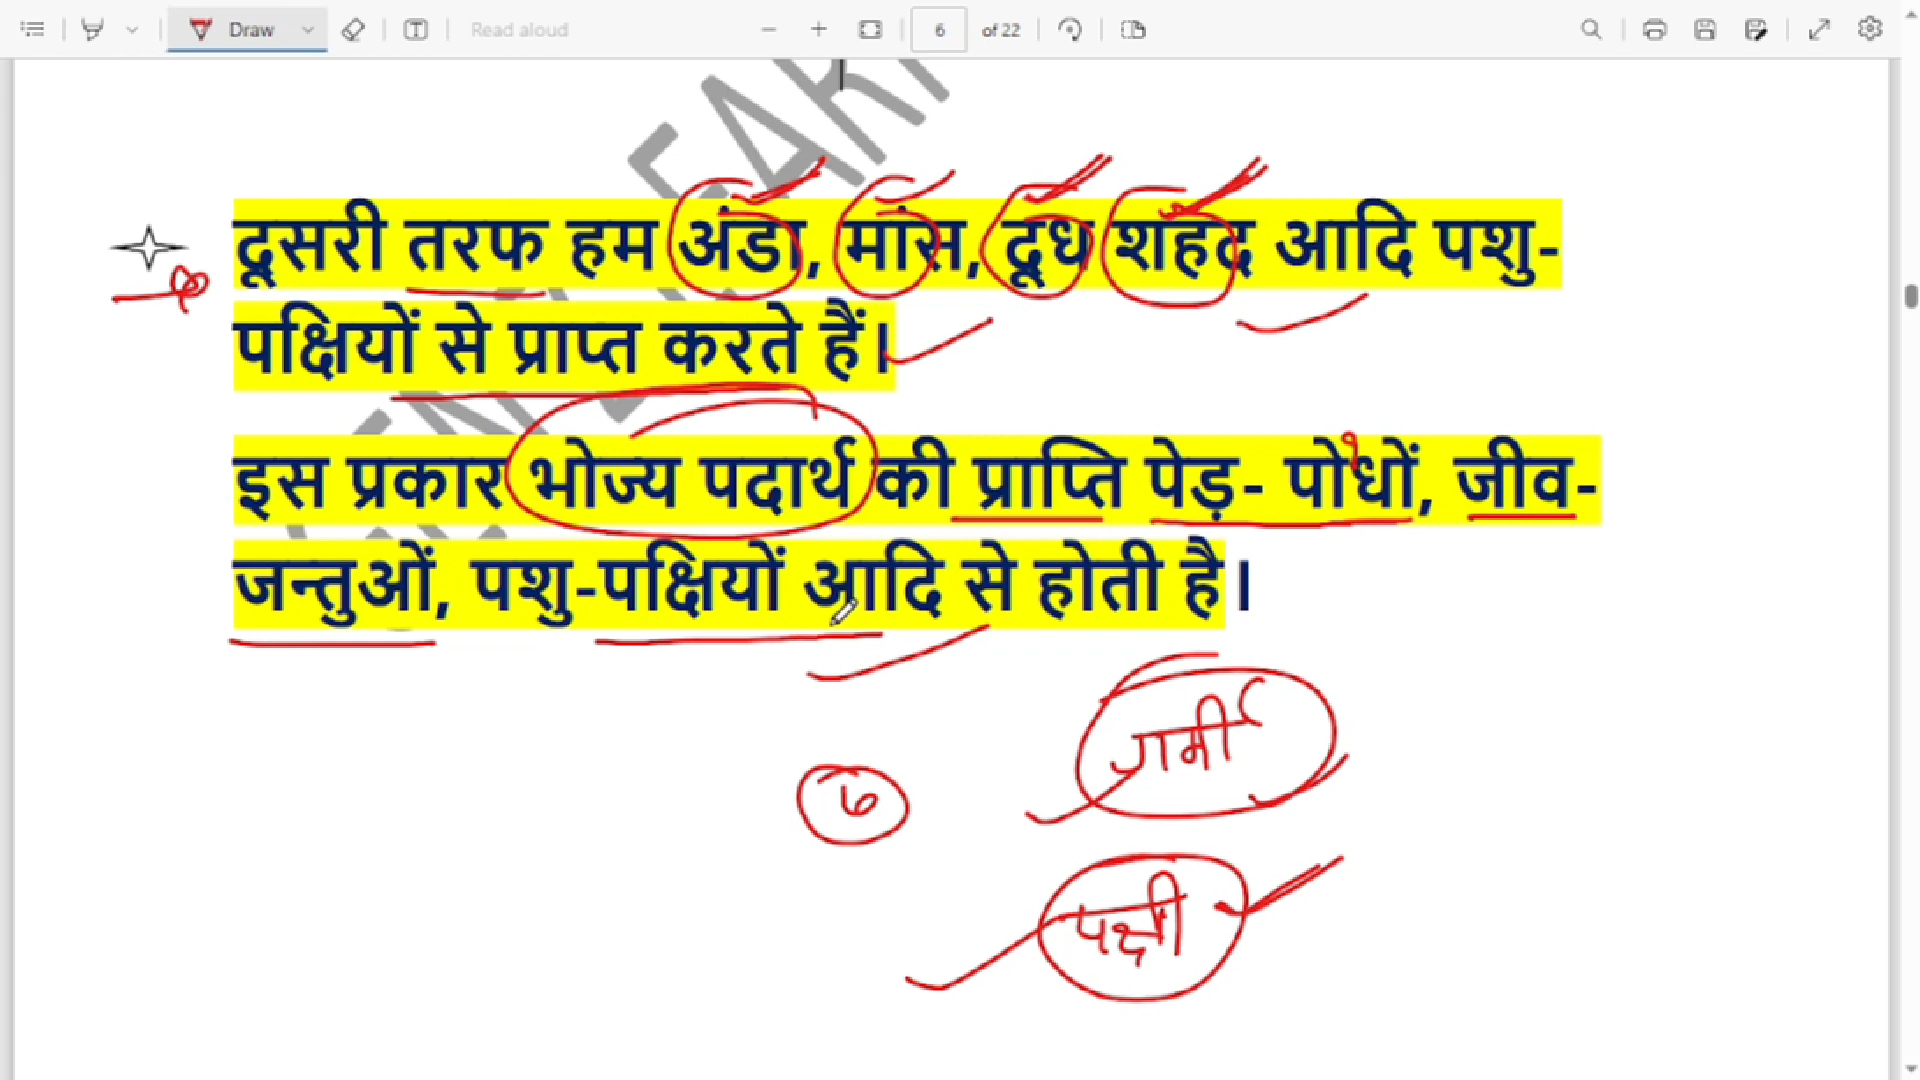 Draw
Read aloud
6 of 22
दूसरी तरफ हम अंडा, मांस, दूध शहद आदि पशु-
पक्षियों से प्राप्त करते हैं।
इस प्रकार भोज्य पदार्थ की प्राप्ति पेड़- पोधों, जीव-
जन्तुओं, पशु-पक्षियों आदि से होती है।
गर्मी
पक्षी